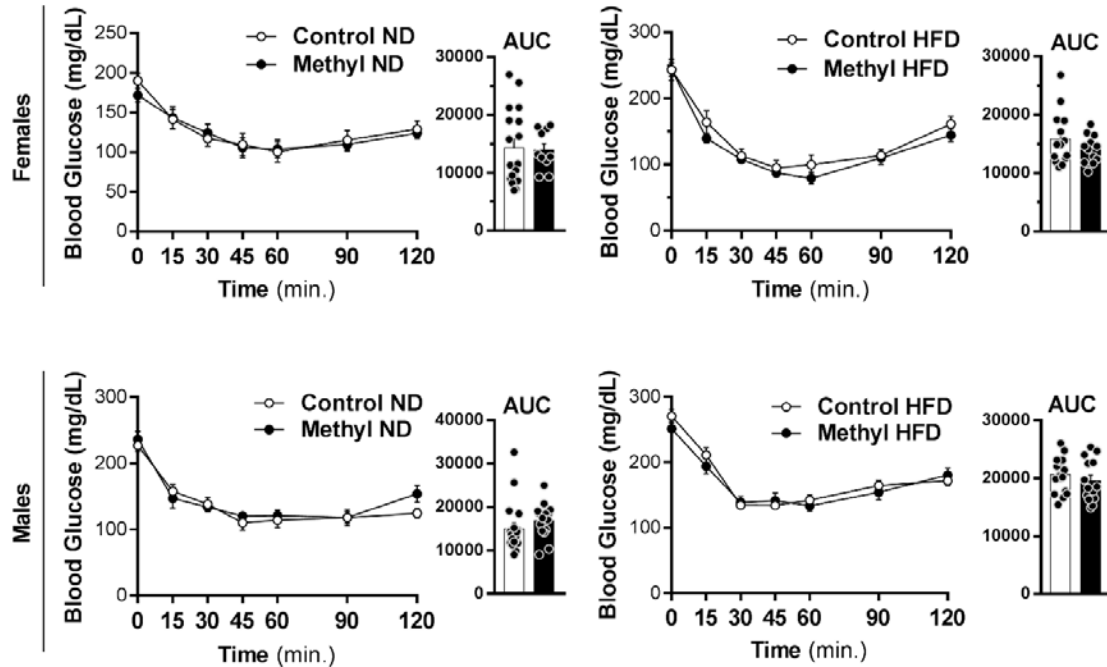 Females
Blood Glucose (mg/dL)
250
200
150
100
50
0
Control ND
Methyl ND
0 15 30 45 60 90 120
Time (min.)
AUC
30000
20000
10000
0
Blood Glucose (mg/dL)
300
200
100
0
Control HFD
Methyl HFD
0 15 30 45 60 90 120
Time (min.)
AUC
30000
20000
10000
0
Males
Blood Glucose (mg/dL)
300
200
100
0
Control ND
Methyl ND
0 15 30 45 60 90 120
Time (min.)
AUC
40000
30000
20000
10000
0
Blood Glucose (mg/dL)
300
200
100
0
Control HFD
Methyl HFD
0 15 30 45 60 90 120
Time (min.)
AUC
30000
20000
10000
0